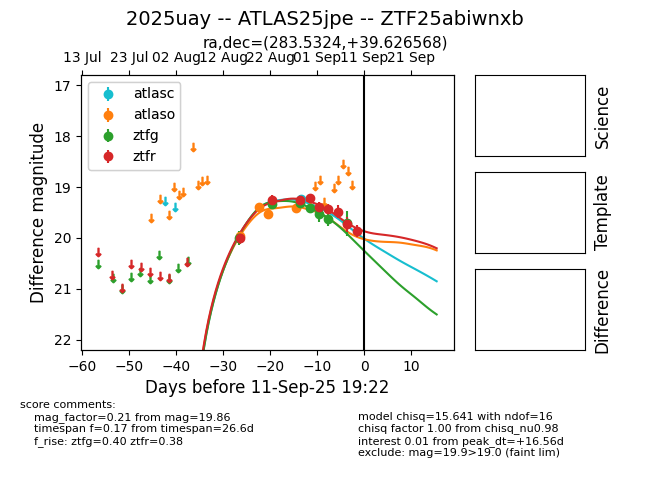 2025uay -- ATLAS25jpe -- ZTF25abiwnxb
ra,dec=(283.5324,+39.626568)
13 Jul 23 Jul 02 Aug 12 Aug 22 Aug 01 Sep 11 Sep 21 Sep
17
18
19
20
21
22
Difference magnitude
atlasc
atlaso
ztfg
ztfr
−60 −50 −40 −30 −20 −10 0 10
Days before 11-Sep-25 19:22
Science
Template
Difference
score comments:
mag_factor=0.21 from mag=19.86
timespan f=0.17 from timespan=26.6d
f_rise: ztfg=0.40 ztfr=0.38
model chisq=15.641 with ndof=16
chisq factor 1.00 from chisq_nu0.98
interest 0.01 from peak_dt=+16.56d
exclude: mag=19.9>19.0 (faint lim)